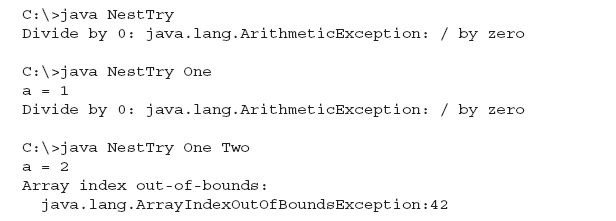 C:\>java NestTry
Divide by 0: java.lang.ArithmeticException: / by zero
C:\>java NestTry One
a = 1
Divide by 0: java.lang.ArithmeticException: / by zero
C:\>java NestTry One Two
a = 2
Array index out-of-bounds:
java.lang.ArrayIndexOutOfBoundsException:42